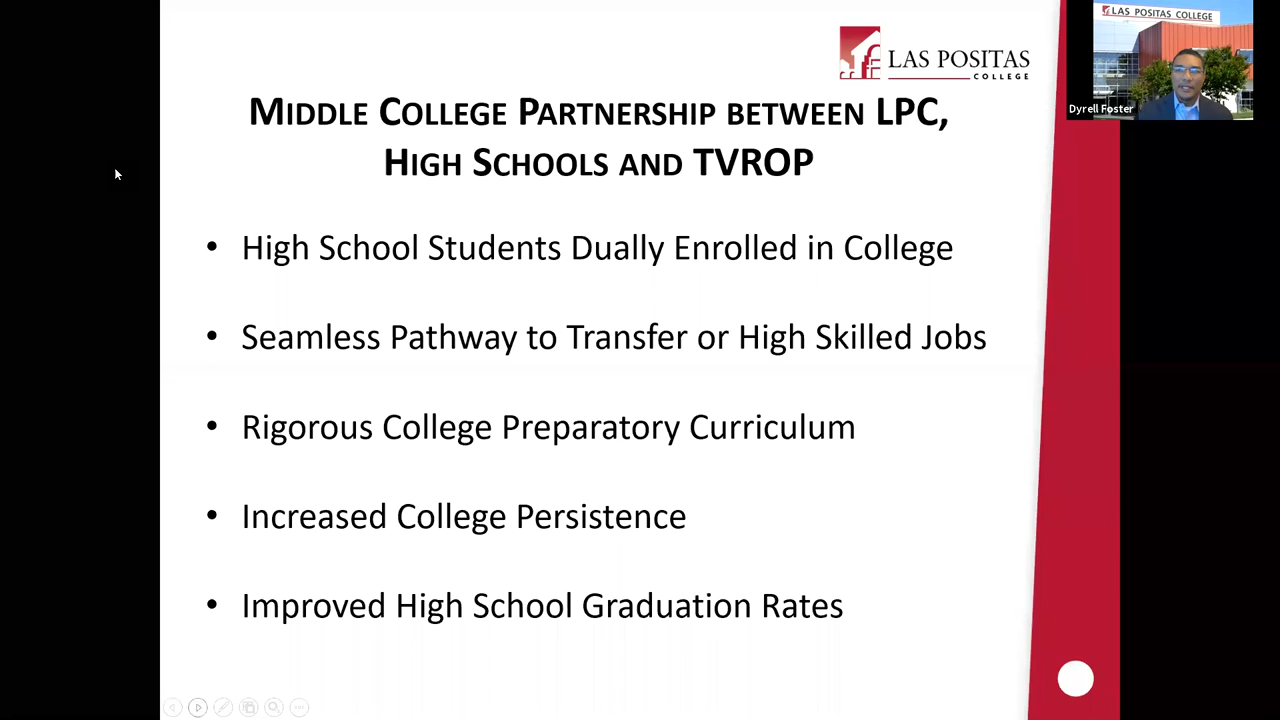 LAS POSITAS COLLEGE
LAS POSITAS
COLLEGE
Dyrell Foster
MIDDLE COLLEGE PARTNERSHIP BETWEEN LPC,
HIGH SCHOOLS AND TVROP
• High School Students Dually Enrolled in College
• Seamless Pathway to Transfer or High Skilled Jobs
• Rigorous College Preparatory Curriculum
• Increased College Persistence
• Improved High School Graduation Rates